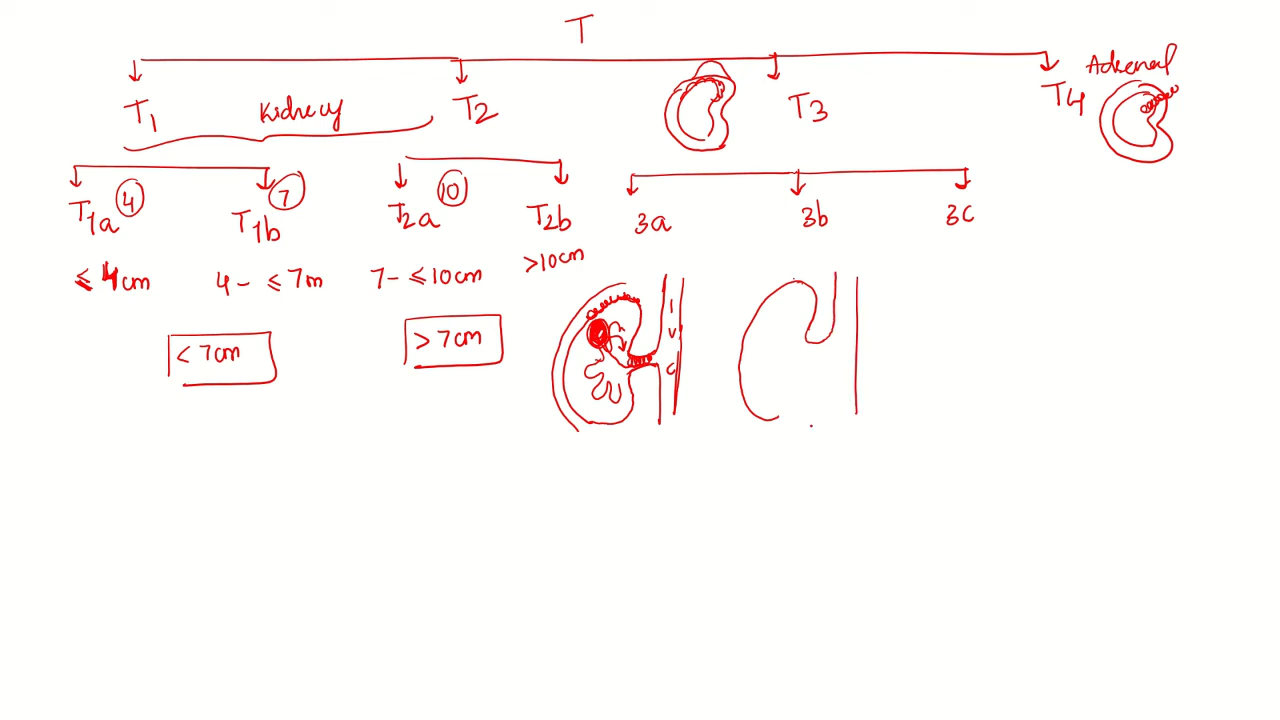 T
Adrenal
T1 Kidney T2 T3 T4
T1a 4 T1b 7 T2a 10 T2b 3a 3b 3c
≤ 4cm 4- ≤ 7m 7- ≤ 10cm >10cm
< 7cm > 7cm
I
V
C